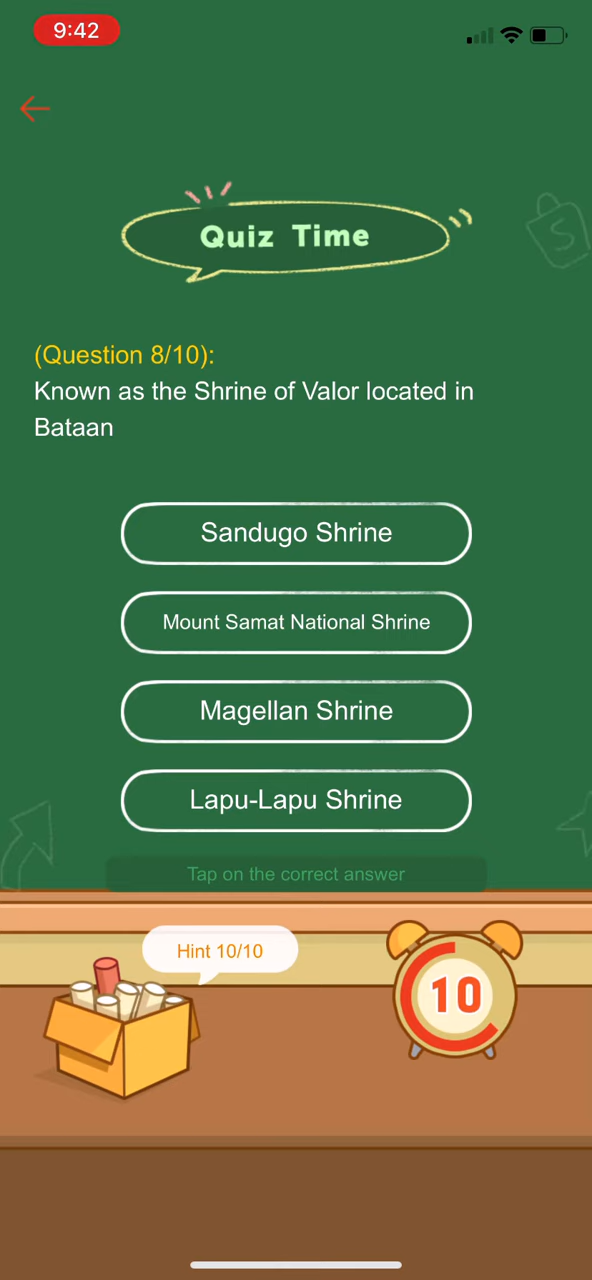 9:42
Quiz Time
(Question 8/10):
Known as the Shrine of Valor located in
Bataan
Sandugo Shrine
Mount Samat National Shrine
Magellan Shrine
Lapu-Lapu Shrine
Tap on the correct answer
Hint 10/10
10
S